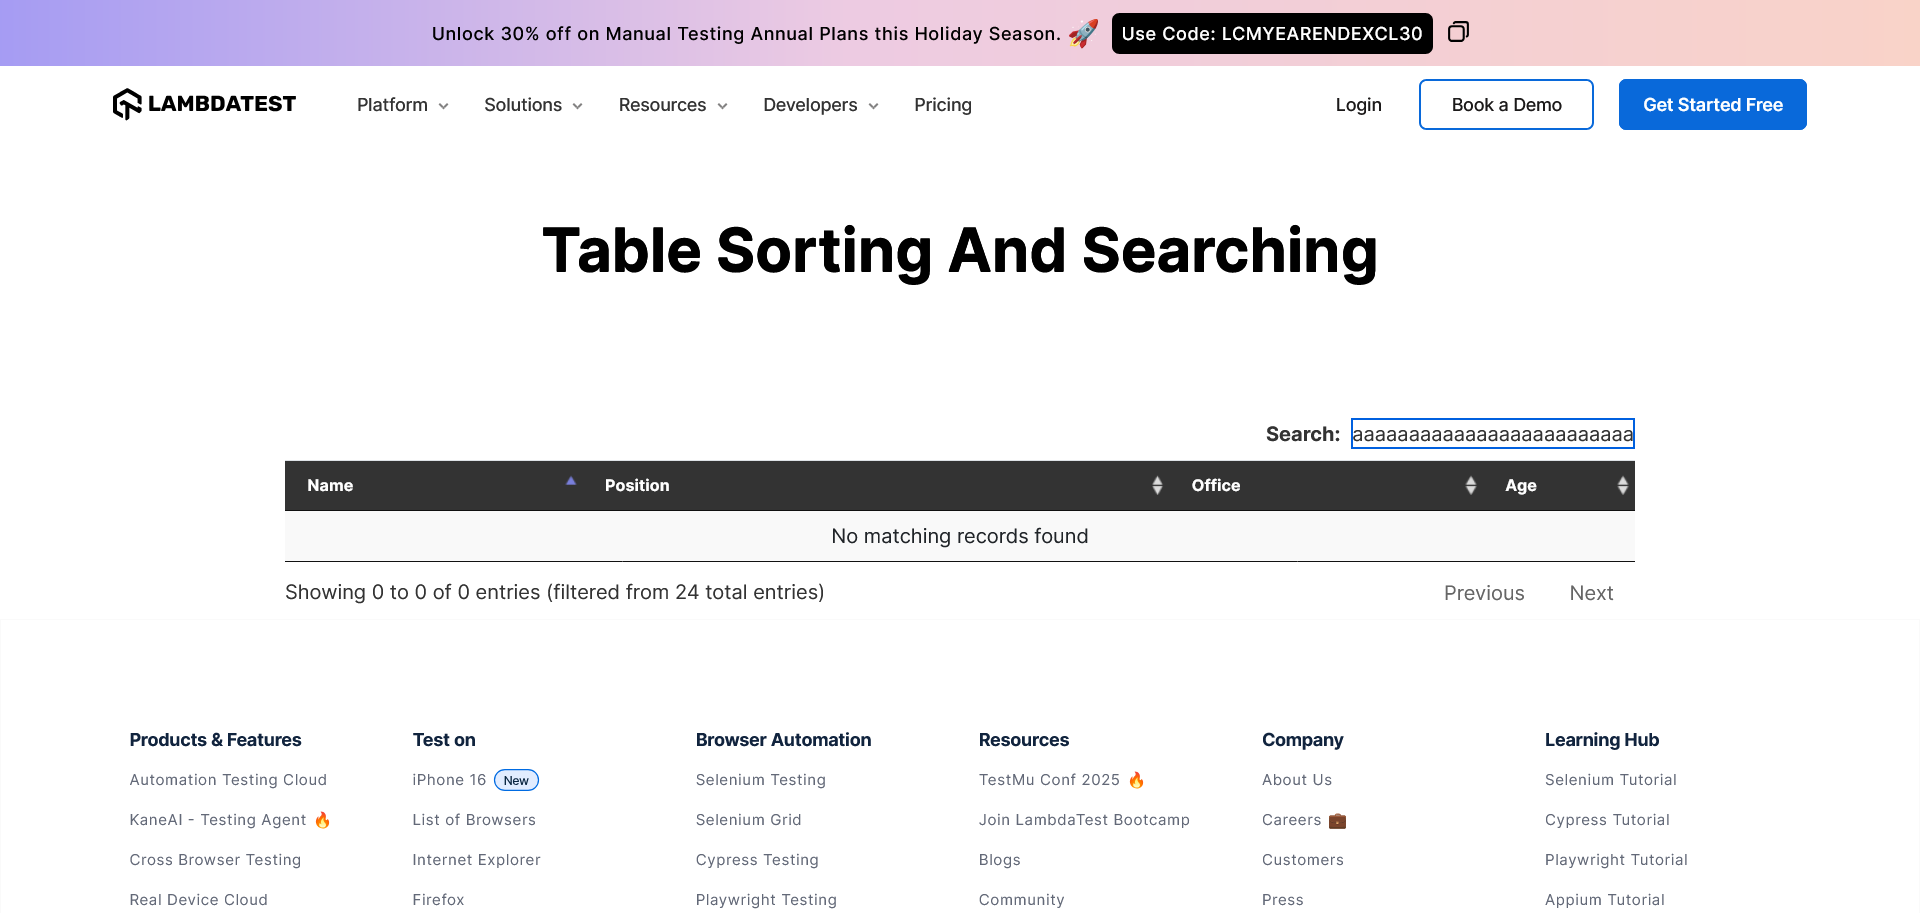 Unlock 30% off on Manual Testing Annual Plans this Holiday Season. 🚀 Use Code: LCMYEARENDEXCL30
LAMBDATEST Platform Solutions Resources Developers Pricing Login Book a Demo Get Started Free
Table Sorting And Searching
Search: aaaaaaaaaaaaaaaaaaaaaaaaa
Name Position Office Age
No matching records found
Showing 0 to 0 of 0 entries (filtered from 24 total entries) Previous Next
Products & Features
Automation Testing Cloud
KaneAI - Testing Agent 🔥
Cross Browser Testing
Real Device Cloud
Test on
iPhone 16 New
List of Browsers
Internet Explorer
Firefox
Browser Automation
Selenium Testing
Selenium Grid
Cypress Testing
Playwright Testing
Resources
TestMu Conf 2025 🔥
Join LambdaTest Bootcamp
Blogs
Community
Company
About Us
Careers 💼
Customers
Press
Learning Hub
Selenium Tutorial
Cypress Tutorial
Playwright Tutorial
Appium Tutorial